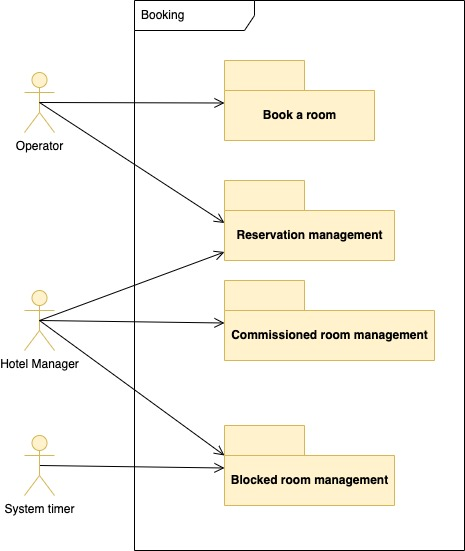 Booking
Book a room
Operator
Reservation management
Commissioned room management
Hotel Manager
Blocked room management
System timer